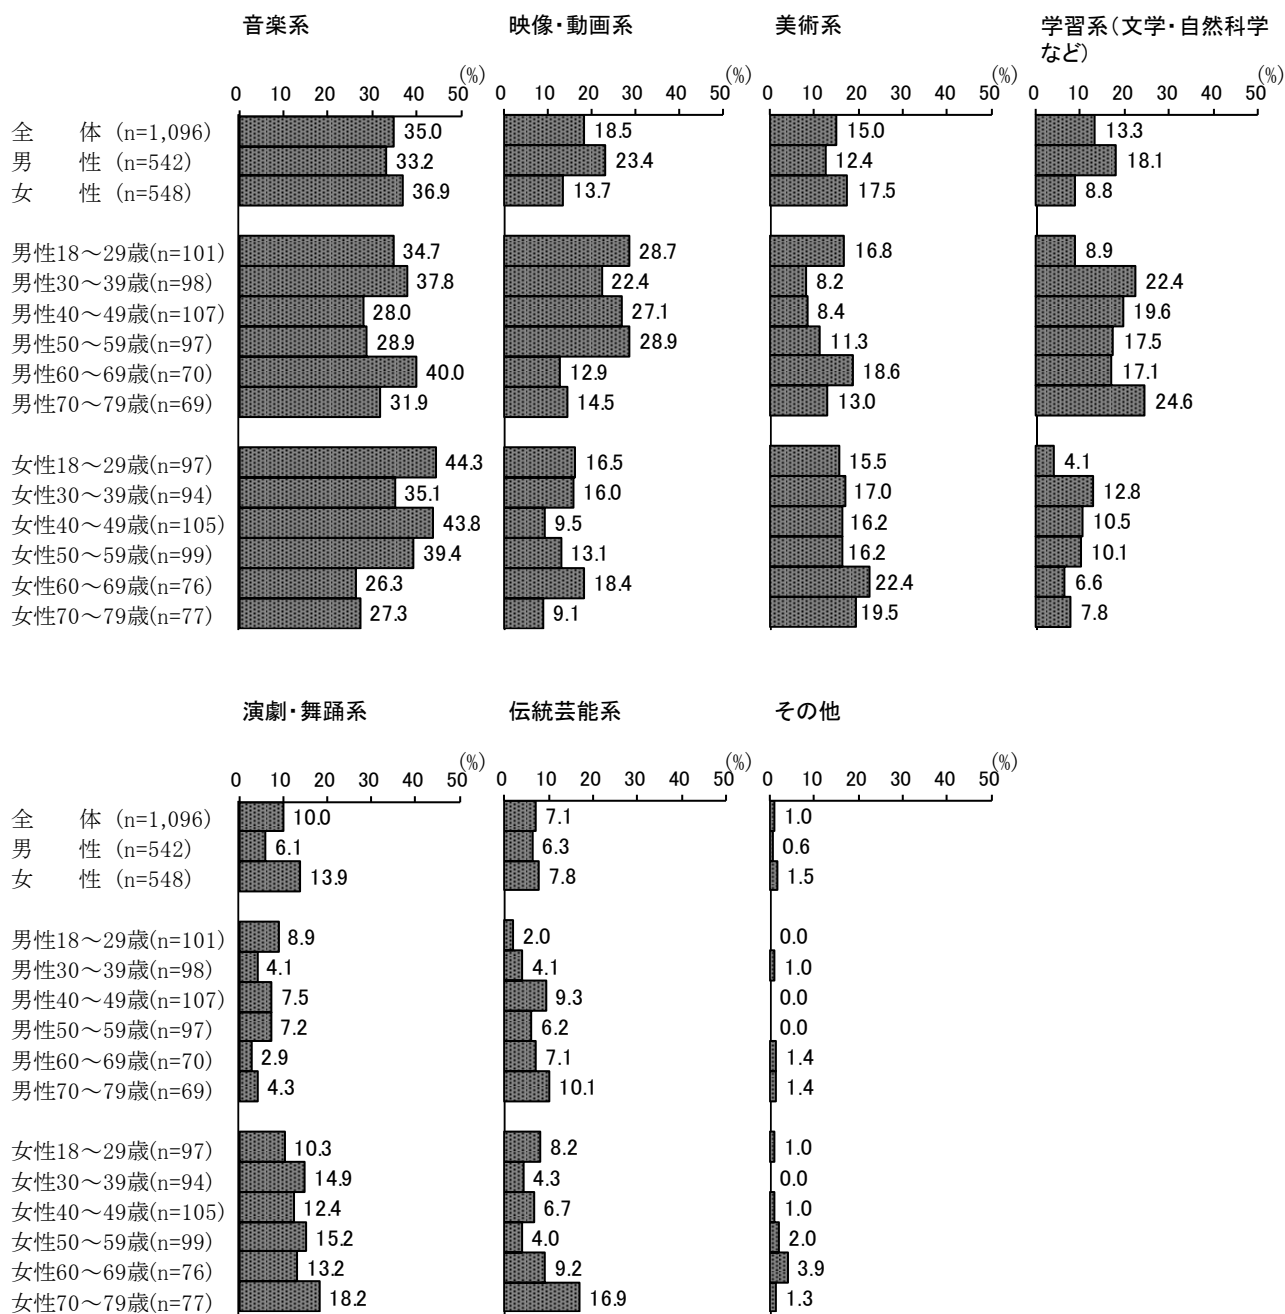 音楽系 映像・動画系 美術系 学習系(文学・自然科学
など)
(%) (%) (%) (%)
0 10 20 30 40 50 0 10 20 30 40 50 0 10 20 30 40 50 0 10 20 30 40 50
全 体 (n=1,096) 35.0 18.5 15.0 13.3
男 性 (n=542) 33.2 23.4 12.4 18.1
女 性 (n=548) 36.9 13.7 17.5 8.8
男性18～29歳(n=101) 34.7 28.7 16.8 8.9
男性30～39歳(n=98) 37.8 22.4 8.2 22.4
男性40～49歳(n=107) 28.0 27.1 8.4 19.6
男性50～59歳(n=97) 28.9 28.9 11.3 17.5
男性60～69歳(n=70) 40.0 12.9 18.6 17.1
男性70～79歳(n=69) 31.9 14.5 13.0 24.6
女性18～29歳(n=97) 44.3 16.5 15.5 4.1
女性30～39歳(n=94) 35.1 16.0 17.0 12.8
女性40～49歳(n=105) 43.8 9.5 16.2 10.5
女性50～59歳(n=99) 39.4 13.1 16.2 10.1
女性60～69歳(n=76) 26.3 18.4 22.4 6.6
女性70～79歳(n=77) 27.3 9.1 19.5 7.8
演劇・舞踊系 伝統芸能系 その他
(%) (%) (%)
0 10 20 30 40 50 0 10 20 30 40 50 0 10 20 30 40 50
全 体 (n=1,096) 10.0 7.1 1.0
男 性 (n=542) 6.1 6.3 0.6
女 性 (n=548) 13.9 7.8 1.5
男性18～29歳(n=101) 8.9 2.0 0.0
男性30～39歳(n=98) 4.1 4.1 1.0
男性40～49歳(n=107) 7.5 9.3 0.0
男性50～59歳(n=97) 7.2 6.2 0.0
男性60～69歳(n=70) 2.9 7.1 1.4
男性70～79歳(n=69) 4.3 10.1 1.4
女性18～29歳(n=97) 10.3 8.2 1.0
女性30～39歳(n=94) 14.9 4.3 0.0
女性40～49歳(n=105) 12.4 6.7 1.0
女性50～59歳(n=99) 15.2 4.0 2.0
女性60～69歳(n=76) 13.2 9.2 3.9
女性70～79歳(n=77) 18.2 16.9 1.3